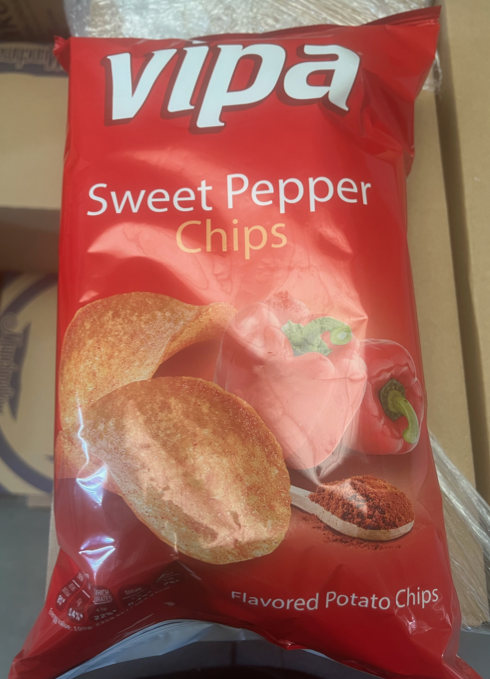 vipa
Sweet Pepper
Chips
Flavored Potato Chips